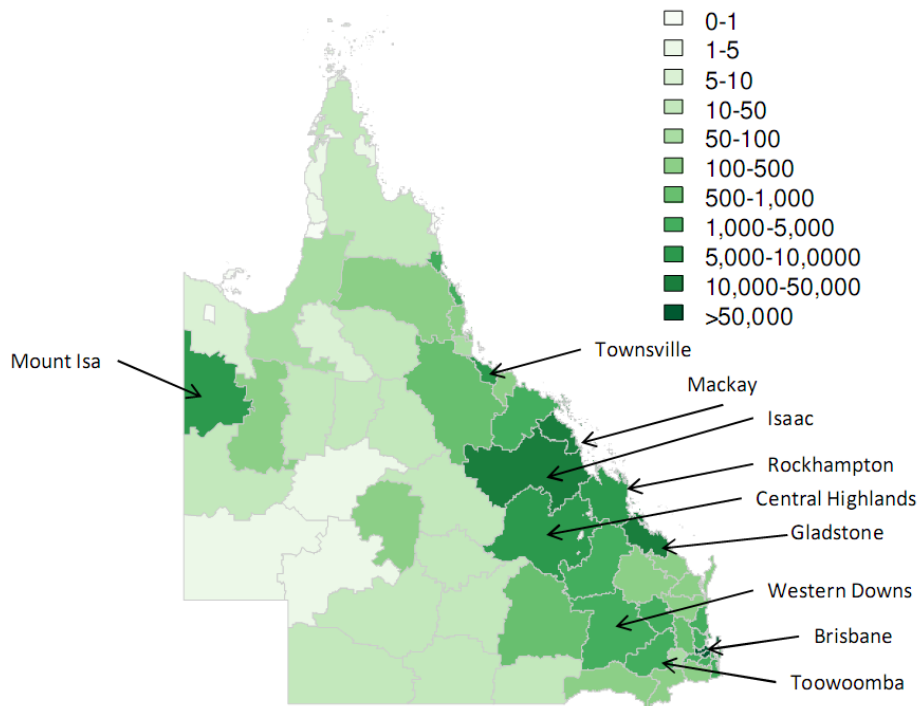 0-1
1-5
5-10
10-50
50-100
100-500
500-1,000
1,000-5,000
5,000-10,0000
10,000-50,000
>50,000
Mount Isa
Townsville
Mackay
Isaac
Rockhampton
Central Highlands
Gladstone
Western Downs
Brisbane
Toowoomba